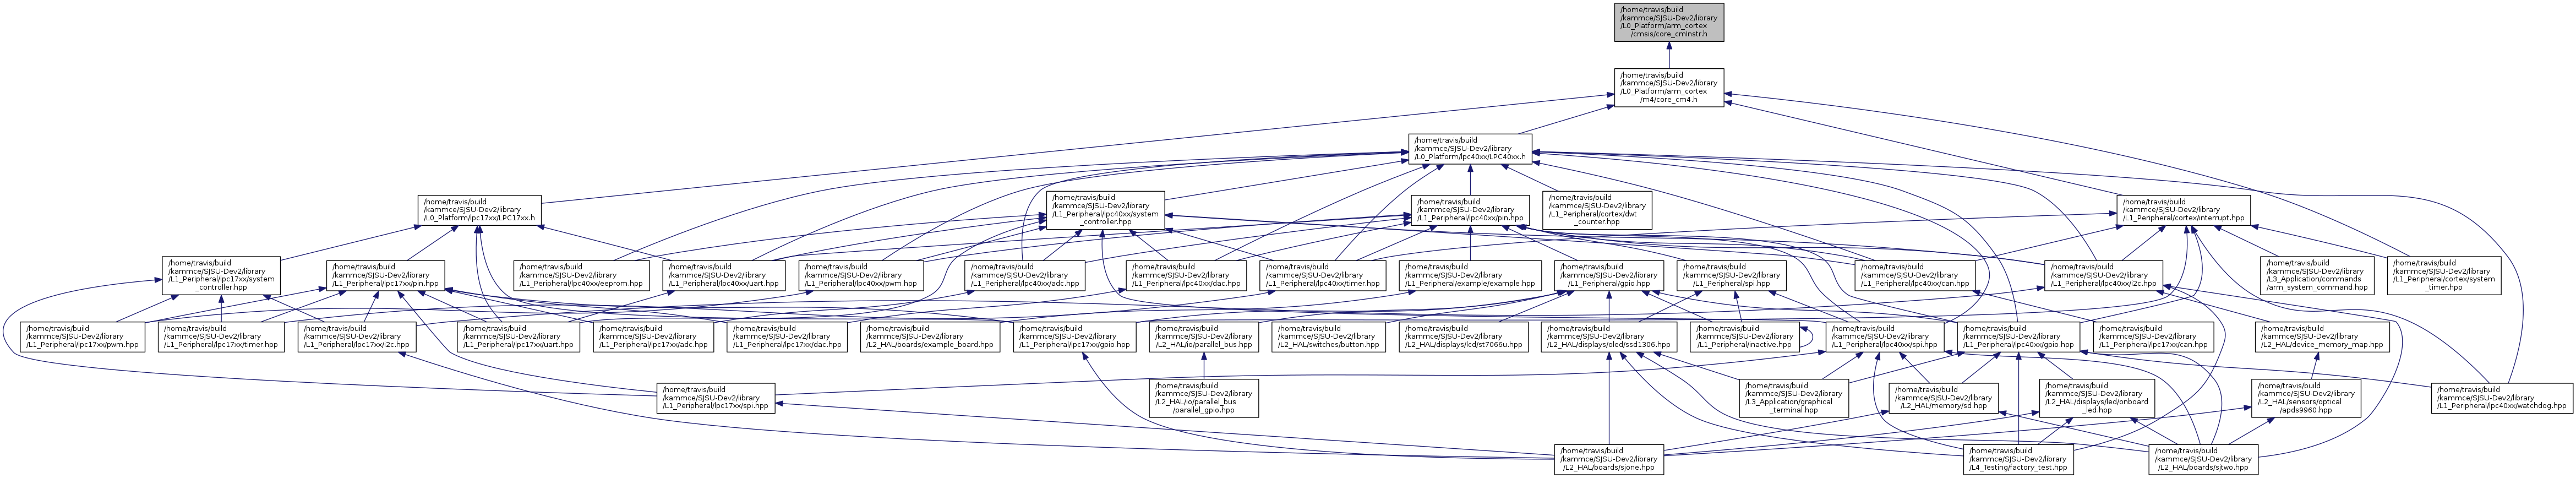 /home/travis/build
/kammce/SJSU-Dev2/library
/L0_Platform/arm_cortex
/cmsis/core_cmInstr.h
/home/travis/build
/kammce/SJSU-Dev2/library
/L0_Platform/arm_cortex
/m4/core_cm4.h
/home/travis/build
/kammce/SJSU-Dev2/library
/L0_Platform/lpc40xx/LPC40xx.h
/home/travis/build
/kammce/SJSU-Dev2/library
/L0_Platform/lpc17xx/LPC17xx.h
/home/travis/build
/kammce/SJSU-Dev2/library
/L1_Peripheral/lpc40xx/system
_controller.hpp
/home/travis/build
/kammce/SJSU-Dev2/library
/L1_Peripheral/lpc40xx/pin.hpp
/home/travis/build
/kammce/SJSU-Dev2/library
/L1_Peripheral/cortex/dwt
_counter.hpp
/home/travis/build
/kammce/SJSU-Dev2/library
/L1_Peripheral/cortex/interrupt.hpp
/home/travis/build
/kammce/SJSU-Dev2/library
/L1_Peripheral/lpc17xx/system
_controller.hpp
/home/travis/build
/kammce/SJSU-Dev2/library
/L1_Peripheral/lpc17xx/pin.hpp
/home/travis/build
/kammce/SJSU-Dev2/library
/L1_Peripheral/lpc40xx/eeprom.hpp
/home/travis/build
/kammce/SJSU-Dev2/library
/L1_Peripheral/lpc40xx/uart.hpp
/home/travis/build
/kammce/SJSU-Dev2/library
/L1_Peripheral/lpc40xx/pwm.hpp
/home/travis/build
/kammce/SJSU-Dev2/library
/L1_Peripheral/lpc40xx/adc.hpp
/home/travis/build
/kammce/SJSU-Dev2/library
/L1_Peripheral/lpc40xx/dac.hpp
/home/travis/build
/kammce/SJSU-Dev2/library
/L1_Peripheral/lpc40xx/timer.hpp
/home/travis/build
/kammce/SJSU-Dev2/library
/L1_Peripheral/example/example.hpp
/home/travis/build
/kammce/SJSU-Dev2/library
/L1_Peripheral/gpio.hpp
/home/travis/build
/kammce/SJSU-Dev2/library
/L1_Peripheral/spi.hpp
/home/travis/build
/kammce/SJSU-Dev2/library
/L1_Peripheral/lpc40xx/can.hpp
/home/travis/build
/kammce/SJSU-Dev2/library
/L1_Peripheral/lpc40xx/i2c.hpp
/home/travis/build
/kammce/SJSU-Dev2/library
/L3_Application/commands
/arm_system_command.hpp
/home/travis/build
/kammce/SJSU-Dev2/library
/L1_Peripheral/cortex/system
_timer.hpp
/home/travis/build
/kammce/SJSU-Dev2/library
/L1_Peripheral/lpc17xx/pwm.hpp
/home/travis/build
/kammce/SJSU-Dev2/library
/L1_Peripheral/lpc17xx/timer.hpp
/home/travis/build
/kammce/SJSU-Dev2/library
/L1_Peripheral/lpc17xx/i2c.hpp
/home/travis/build
/kammce/SJSU-Dev2/library
/L1_Peripheral/lpc17xx/uart.hpp
/home/travis/build
/kammce/SJSU-Dev2/library
/L1_Peripheral/lpc17xx/adc.hpp
/home/travis/build
/kammce/SJSU-Dev2/library
/L1_Peripheral/lpc17xx/dac.hpp
/home/travis/build
/kammce/SJSU-Dev2/library
/L2_HAL/boards/example_board.hpp
/home/travis/build
/kammce/SJSU-Dev2/library
/L1_Peripheral/lpc17xx/gpio.hpp
/home/travis/build
/kammce/SJSU-Dev2/library
/L2_HAL/io/parallel_bus.hpp
/home/travis/build
/kammce/SJSU-Dev2/library
/L2_HAL/switches/button.hpp
/home/travis/build
/kammce/SJSU-Dev2/library
/L2_HAL/displays/lcd/st7066u.hpp
/home/travis/build
/kammce/SJSU-Dev2/library
/L2_HAL/displays/oled/ssd1306.hpp
/home/travis/build
/kammce/SJSU-Dev2/library
/L1_Peripheral/inactive.hpp
/home/travis/build
/kammce/SJSU-Dev2/library
/L1_Peripheral/lpc40xx/spi.hpp
/home/travis/build
/kammce/SJSU-Dev2/library
/L1_Peripheral/lpc40xx/gpio.hpp
/home/travis/build
/kammce/SJSU-Dev2/library
/L1_Peripheral/lpc17xx/can.hpp
/home/travis/build
/kammce/SJSU-Dev2/library
/L2_HAL/device_memory_map.hpp
/home/travis/build
/kammce/SJSU-Dev2/library
/L1_Peripheral/lpc17xx/spi.hpp
/home/travis/build
/kammce/SJSU-Dev2/library
/L2_HAL/io/parallel_bus
/parallel_gpio.hpp
/home/travis/build
/kammce/SJSU-Dev2/library
/L3_Application/graphical
_terminal.hpp
/home/travis/build
/kammce/SJSU-Dev2/library
/L2_HAL/memory/sd.hpp
/home/travis/build
/kammce/SJSU-Dev2/library
/L2_HAL/displays/led/onboard
_led.hpp
/home/travis/build
/kammce/SJSU-Dev2/library
/L2_HAL/sensors/optical
/apds9960.hpp
/home/travis/build
/kammce/SJSU-Dev2/library
/L1_Peripheral/lpc40xx/watchdog.hpp
/home/travis/build
/kammce/SJSU-Dev2/library
/L2_HAL/boards/sjone.hpp
/home/travis/build
/kammce/SJSU-Dev2/library
/L4_Testing/factory_test.hpp
/home/travis/build
/kammce/SJSU-Dev2/library
/L2_HAL/boards/sjtwo.hpp